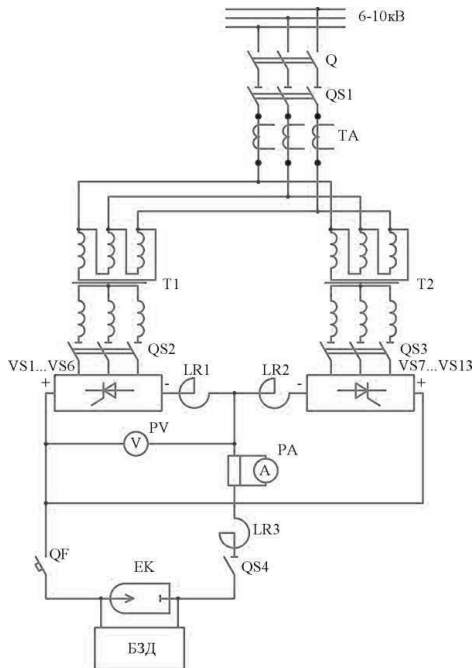 6-10кВ
Q
QS1
TA
T1
T2
QS2
QS3
VS1...VS6
LR1
LR2
VS7...VS13
+
-
-
+
PV
V
PA
A
LR3
QF
EK
QS4
БЗД